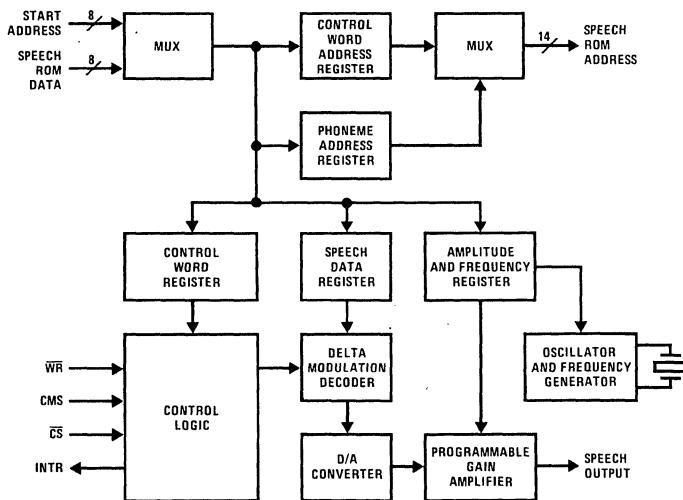 START
ADDRESS
8
MUX
SPEECH
ROM
DATA
8
CONTROL
WORD
ADDRESS
REGISTER
MUX
14
SPEECH
ROM
ADDRESS
PHONEME
ADDRESS
REGISTER
CONTROL
WORD
REGISTER
SPEECH
DATA
REGISTER
AMPLITUDE
AND FREQUENCY
REGISTER
WR
CMS
CS
INTR
CONTROL
LOGIC
DELTA
MODULATION
DECODER
OSCILLATOR
AND FREQUENCY
GENERATOR
D/A
CONVERTER
PROGRAMMABLE
GAIN
AMPLIFIER
SPEECH
OUTPUT